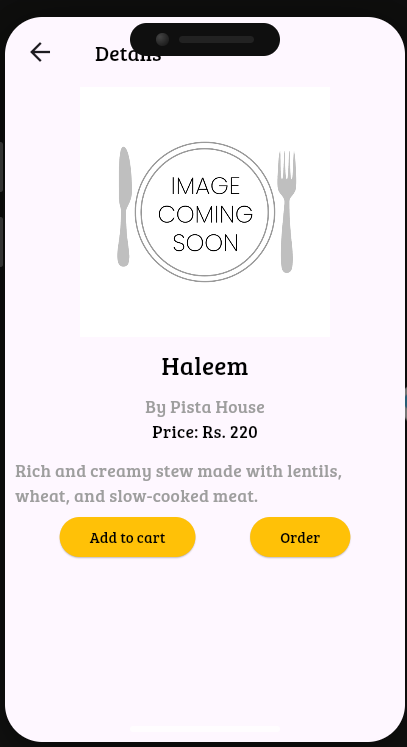 Details
IMAGE
COMING
SOON
Haleem
By Pista House
Price: Rs. 220
Rich and creamy stew made with lentils,
wheat, and slow-cooked meat.
Add to cart
Order